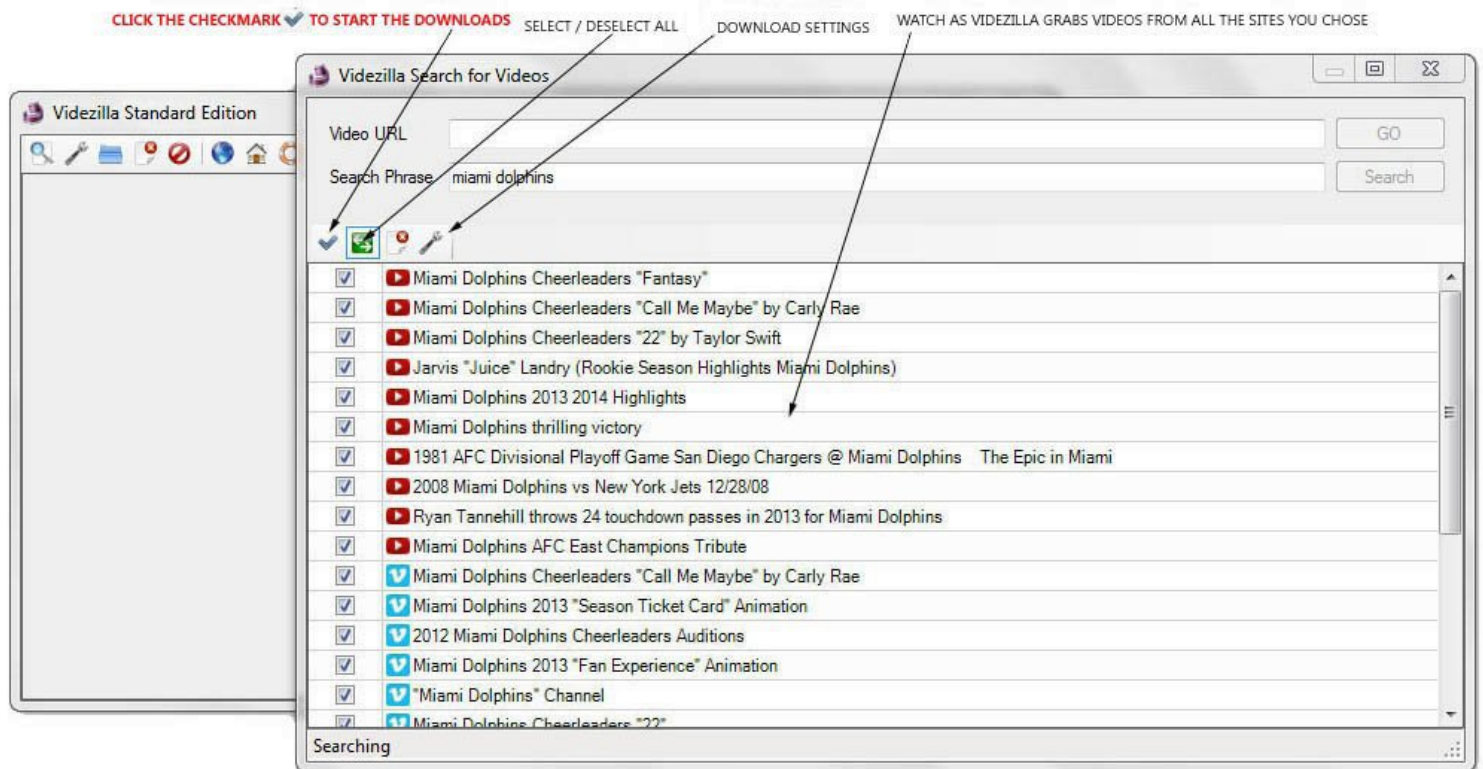 CLICK THE CHECKMARK TO START THE DOWNLOADS
SELECT / DESELECT ALL
DOWNLOAD SETTINGS
WATCH AS VIDEZILLA GRABS VIDEOS FROM ALL THE SITES YOU CHOSE
Videzilla Search for Videos
Videzilla Standard Edition
Video URL
GO
Search Phrase miami dolphins
Search
Miami Dolphins Cheerleaders "Fantasy"
Miami Dolphins Cheerleaders "Call Me Maybe" by Carly Rae
Miami Dolphins Cheerleaders "22" by Taylor Swift
Jarvis "Juice" Landry (Rookie Season Highlights Miami Dolphins)
Miami Dolphins 2013 2014 Highlights
Miami Dolphins thrilling victory
1981 AFC Divisional Playoff Game San Diego Chargers @ Miami Dolphins The Epic in Miami
2008 Miami Dolphins vs New York Jets 12/28/08
Ryan Tannehill throws 24 touchdown passes in 2013 for Miami Dolphins
Miami Dolphins AFC East Champions Tribute
Miami Dolphins Cheerleaders "Call Me Maybe" by Carly Rae
Miami Dolphins 2013 "Season Ticket Card" Animation
2012 Miami Dolphins Cheerleaders Auditions
Miami Dolphins 2013 "Fan Experience" Animation
"Miami Dolphins" Channel
Miami Dolphins Cheerleaders "22"
Searching